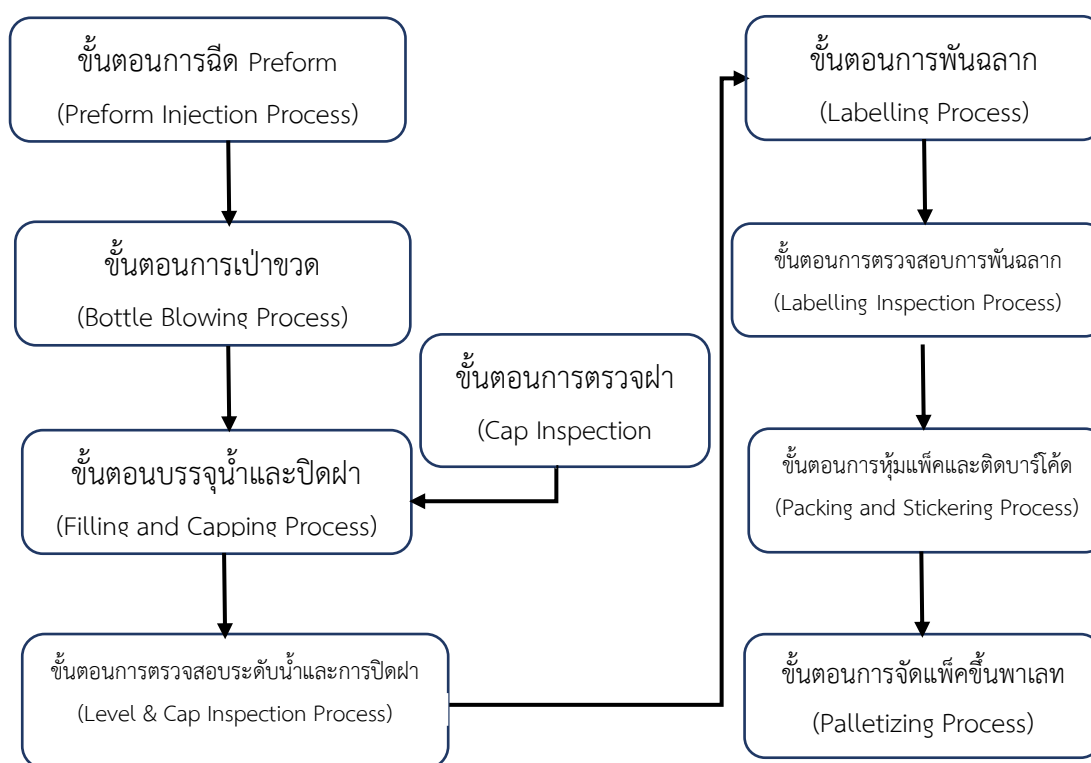 ขั้นตอนการฉีด Preform
(Preform Injection Process)
ขั้นตอนการเป่าขวด
(Bottle Blowing Process)
ขั้นตอนการตรวจฝา
(Cap Inspection
ขั้นตอนบรรจุน้ำและปิดฝา
(Filling and Capping Process)
ขั้นตอนการตรวจสอบระดับน้ำและการปิดฝา
(Level & Cap Inspection Process)
ขั้นตอนการพันฉลาก
(Labelling Process)
ขั้นตอนการตรวจสอบการพันฉลาก
(Labelling Inspection Process)
ขั้นตอนการหุ้มแพ็คและติดบาร์โค้ด
(Packing and Stickering Process)
ขั้นตอนการจัดแพ็คขึ้นพาเลท
(Palletizing Process)